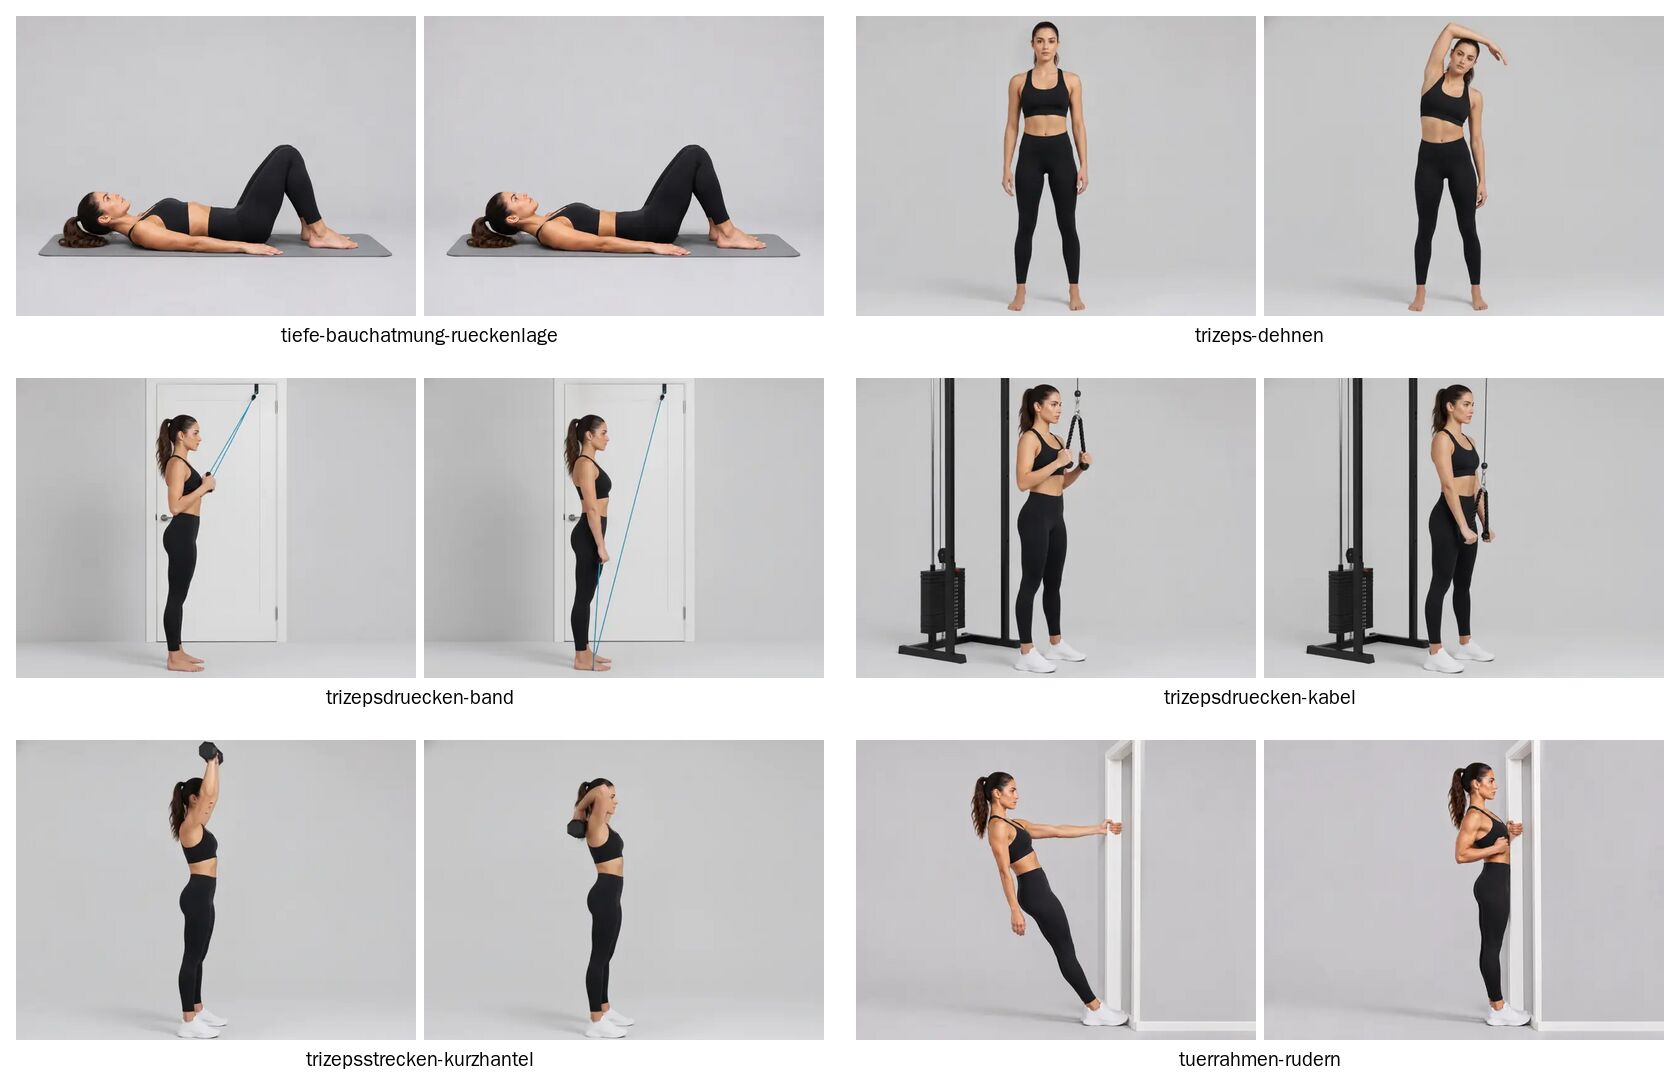 tiefe-bauchatmung-rueckenlage
trizeps-dehnen
trizepsdruecken-band
trizepsdruecken-kabel
trizepsstrecken-kurzhantel
tuerrahmen-rudern